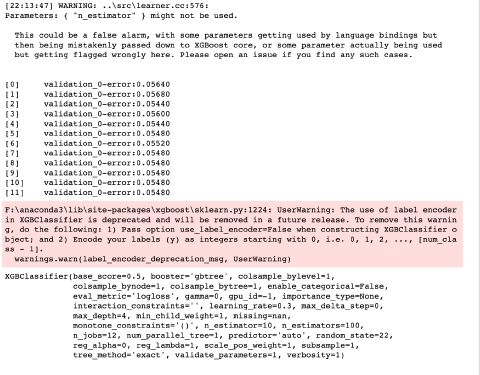 [22:13:47] WARNING: ..\src\learner.cc:576:
Parameters: { "n_estimator" } might not be used.
This could be a false alarm, with some parameters getting used by language bindings but
then being mistakenly passed down to XGBoost core, or some parameter actually being used
but getting flagged wrongly here. Please open an issue if you find any such cases.
[0] validation_0-error:0.05640
[1] validation_0-error:0.05680
[2] validation_0-error:0.05440
[3] validation_0-error:0.05600
[4] validation_0-error:0.05440
[5] validation_0-error:0.05480
[6] validation_0-error:0.05520
[7] validation_0-error:0.05480
[8] validation_0-error:0.05480
[9] validation_0-error:0.05480
[10] validation_0-error:0.05480
[11] validation_0-error:0.05480
F:\anaconda3\lib\site-packages\xgboost\sklearn.py:1224: UserWarning: The use of label encoder
in XGBClassifier is deprecated and will be removed in a future release. To remove this warnin
g, do the following: 1) Pass option use_label_encoder=False when constructing XGBClassifier o
bject; and 2) Encode your labels (y) as integers starting with 0, i.e. 0, 1, 2, ..., [num_cla
ss - 1].
warnings.warn(label_encoder_deprecation_msg, UserWarning)
XGBClassifier(base_score=0.5, booster='gbtree', colsample_bylevel=1,
colsample_bynode=1, colsample_bytree=1, enable_categorical=False,
eval_metric='logloss', gamma=0, gpu_id=-1, importance_type=None,
interaction_constraints='', learning_rate=0.3, max_delta_step=0,
max_depth=4, min_child_weight=1, missing=nan,
monotone_constraints='()', n_estimator=10, n_estimators=100,
n_jobs=12, num_parallel_tree=1, predictor='auto', random_state=22,
reg_alpha=0, reg_lambda=1, scale_pos_weight=1, subsample=1,
tree_method='exact', validate_parameters=1, verbosity=1)